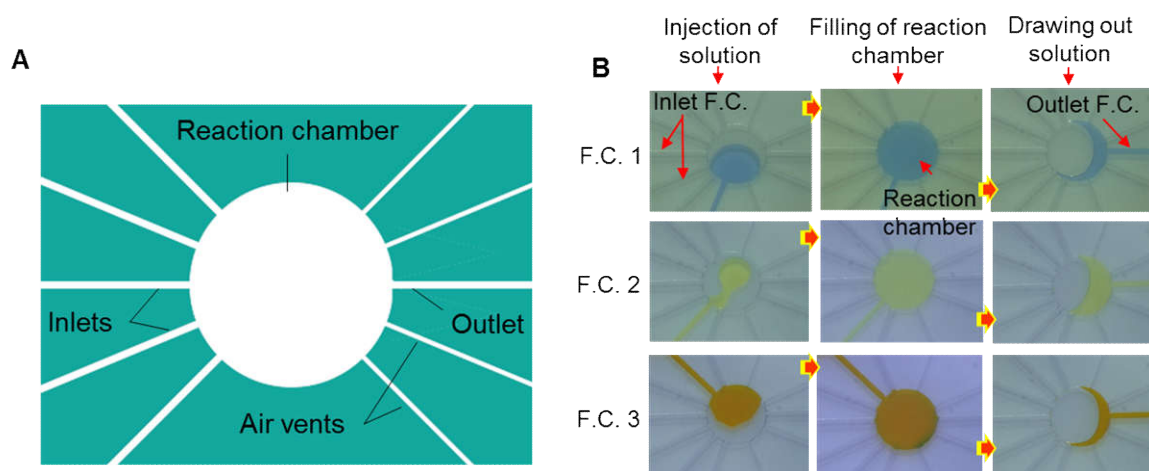 A
Reaction chamber
Inlets
Outlet
Air vents
B
Injection of
solution
Filling of reaction
chamber
Drawing out
solution
Inlet F.C.
Outlet F.C.
F.C. 1
Reaction
chamber
F.C. 2
F.C. 3